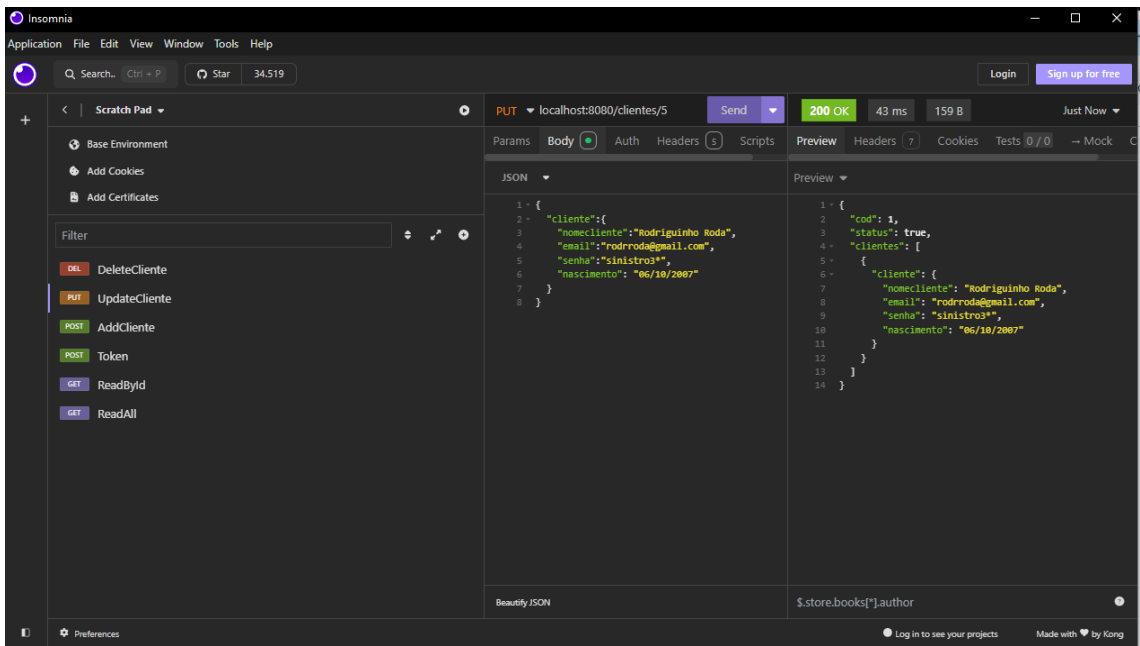 Insomnia
Application File Edit View Window Tools Help
Search.. Ctrl + P Star 34.519 Login Sign up for free
Scratch Pad
Base Environment
Add Cookies
Add Certificates
Filter
DEL DeleteCliente
PUT UpdateCliente
POST AddCliente
POST Token
GET ReadById
GET ReadAll
PUT localhost:8080/clientes/5 Send
Params Body Auth Headers 5 Scripts
JSON
1 {
2 "cliente":{
3 "nomecliente":"Rodriguinho Roda",
4 "email":"rodrroda@gmail.com",
5 "senha":"sinistro3*",
6 "nascimento": "06/10/2007"
7 }
8 }
Beautify JSON
200 OK 43 ms 159 B Just Now
Preview Headers 7 Cookies Tests 0 / 0 → Mock C
Preview
1 {
2 "cod": 1,
3 "status": true,
4 "clientes": [
5 {
6 "cliente": {
7 "nomecliente": "Rodriguinho Roda",
8 "email": "rodrroda@gmail.com",
9 "senha": "sinistro3*",
10 "nascimento": "06/10/2007"
11 }
12 }
13 ]
14 }
$.store.books[*].author
Preferences Log in to see your projects Made with ♥ by Kong